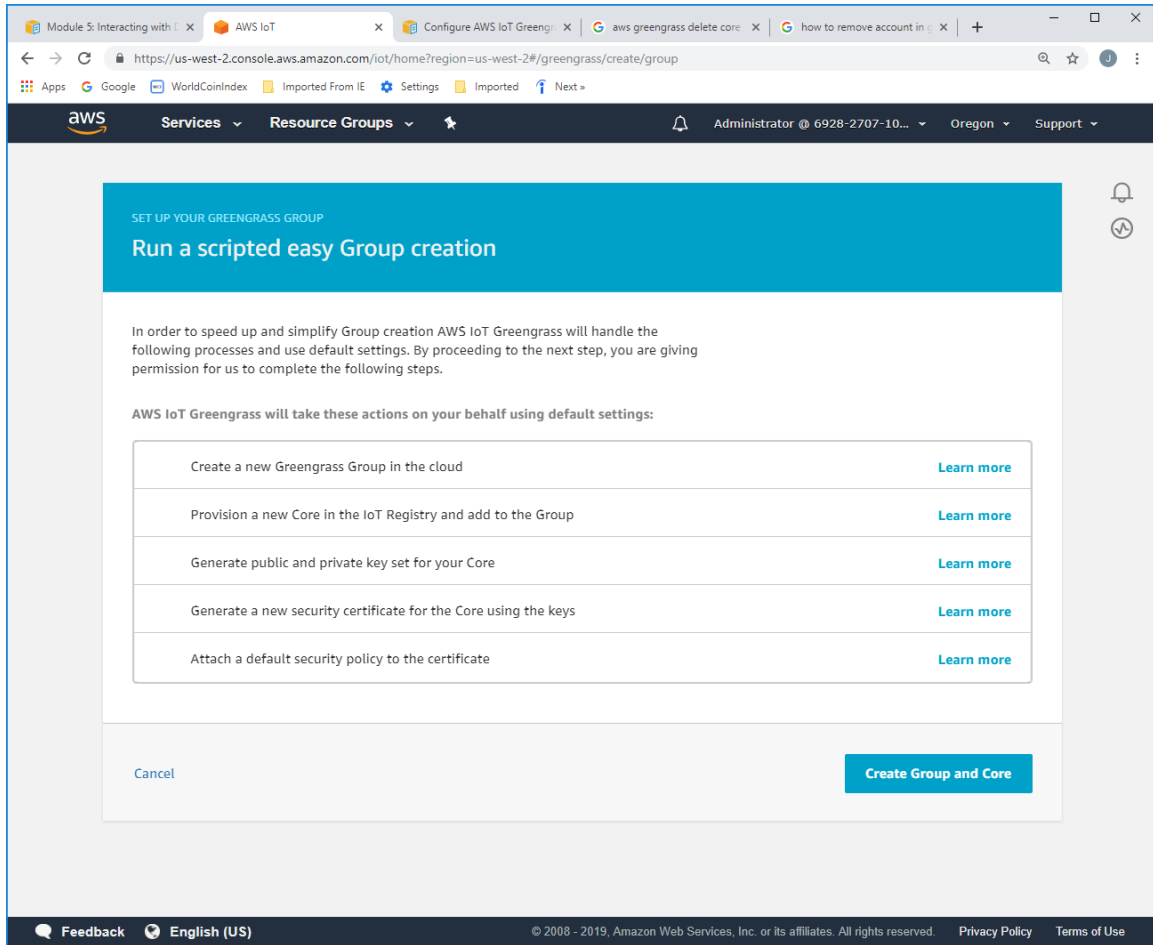 Module 5: Interacting with D
AWS IoT
Configure AWS IoT Greengr
aws greengrass delete core
how to remove account in g
https://us-west-2.console.aws.amazon.com/iot/home?region=us-west-2#/greengrass/create/group
J
Apps Google WorldCoinIndex Imported From IE Settings Imported Next »
aws Services Resource Groups Administrator @ 6928-2707-10... Oregon Support
SET UP YOUR GREENGRASS GROUP
Run a scripted easy Group creation
In order to speed up and simplify Group creation AWS IoT Greengrass will handle the
following processes and use default settings. By proceeding to the next step, you are giving
permission for us to complete the following steps.
AWS IoT Greengrass will take these actions on your behalf using default settings:
Create a new Greengrass Group in the cloud Learn more
Provision a new Core in the IoT Registry and add to the Group Learn more
Generate public and private key set for your Core Learn more
Generate a new security certificate for the Core using the keys Learn more
Attach a default security policy to the certificate Learn more
Cancel Create Group and Core
Feedback English (US) © 2008 - 2019, Amazon Web Services, Inc. or its affiliates. All rights reserved. Privacy Policy Terms of Use